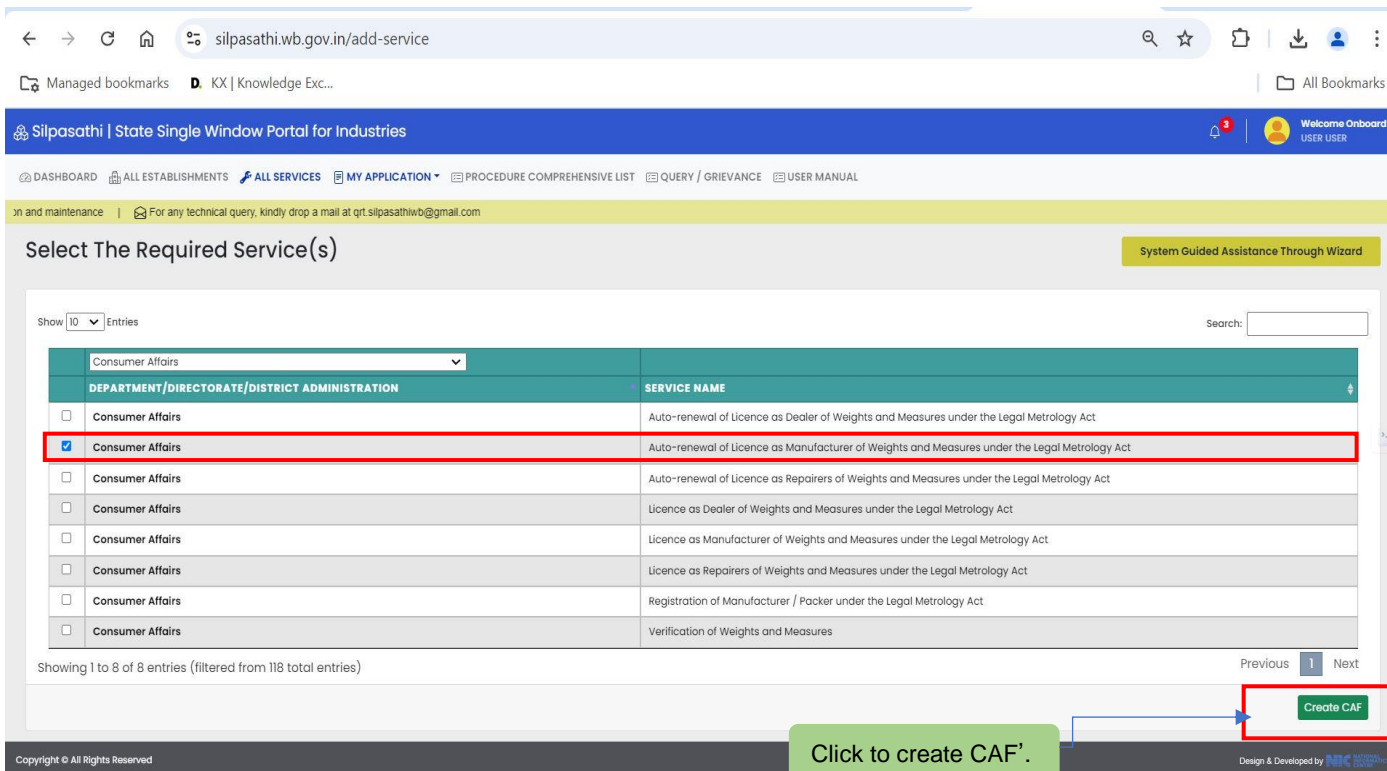 silpasathi.wb.gov.in/add-service
Managed bookmarks D. KX | Knowledge Exc... All Bookmarks
Silpasathi | State Single Window Portal for Industries 3 Welcome Onboard
USER USER
DASHBOARD ALL ESTABLISHMENTS ALL SERVICES MY APPLICATION PROCEDURE COMPREHENSIVE LIST QUERY / GRIEVANCE USER MANUAL
on and maintenance | For any technical query, kindly drop a mail at qrt.silpasathiwb@gmail.com
Select The Required Service(s) System Guided Assistance Through Wizard
Show 10 Entries Search:
Consumer Affairs
DEPARTMENT/DIRECTORATE/DISTRICT ADMINISTRATION SERVICE NAME
Consumer Affairs Auto-renewal of Licence as Dealer of Weights and Measures under the Legal Metrology Act
Consumer Affairs Auto-renewal of Licence as Manufacturer of Weights and Measures under the Legal Metrology Act
Consumer Affairs Auto-renewal of Licence as Repairers of Weights and Measures under the Legal Metrology Act
Consumer Affairs Licence as Dealer of Weights and Measures under the Legal Metrology Act
Consumer Affairs Licence as Manufacturer of Weights and Measures under the Legal Metrology Act
Consumer Affairs Licence as Repairers of Weights and Measures under the Legal Metrology Act
Consumer Affairs Registration of Manufacturer / Packer under the Legal Metrology Act
Consumer Affairs Verification of Weights and Measures
Showing 1 to 8 of 8 entries (filtered from 118 total entries) Previous 1 Next
Create CAF
Click to create CAF’.
Copyright © All Rights Reserved Design & Developed by NIC